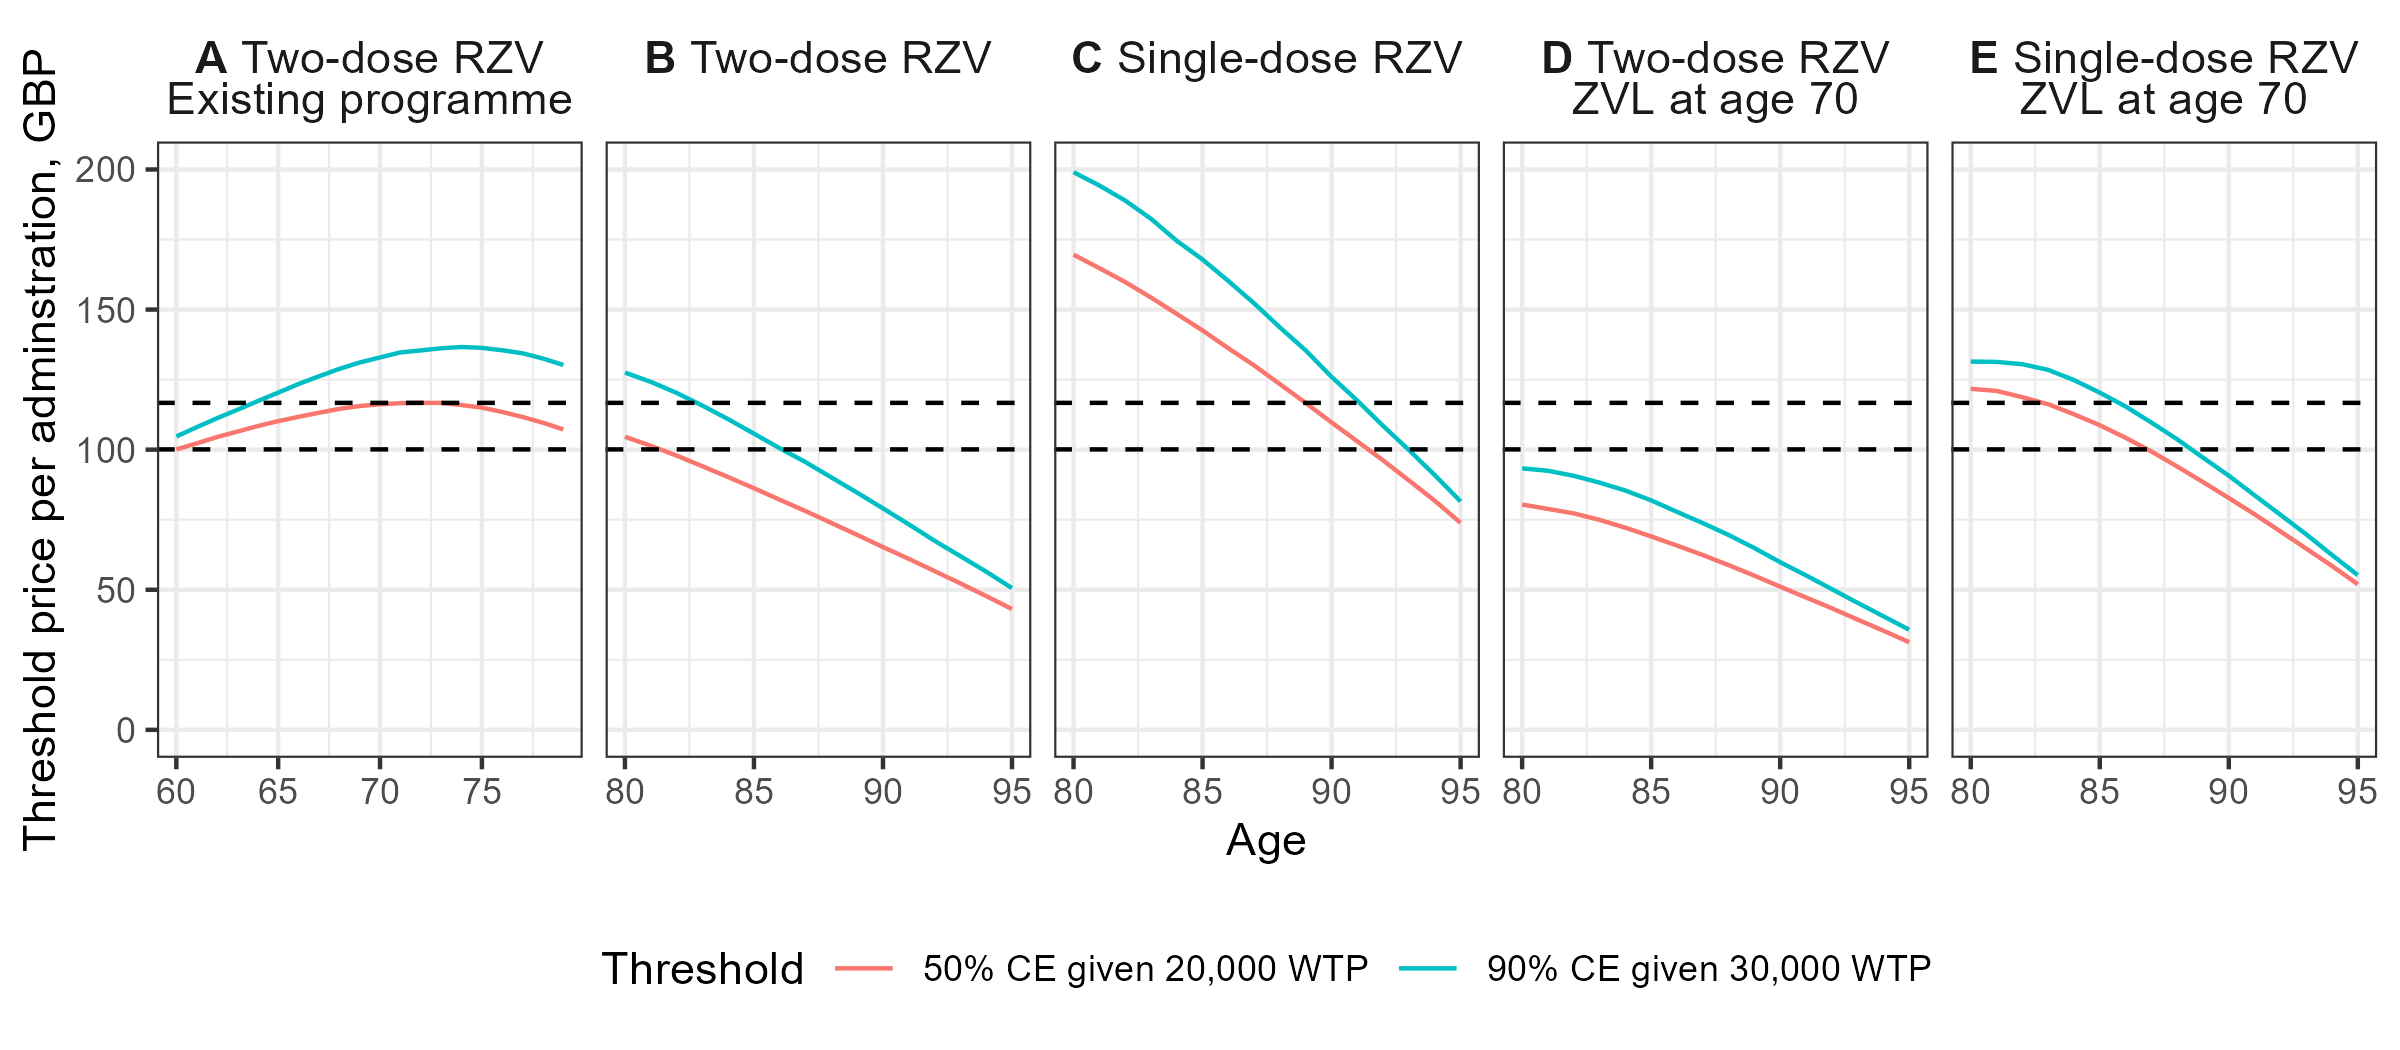 A Two-dose RZV
Existing programme
B Two-dose RZV
C Single-dose RZV
D Two-dose RZV
ZVL at age 70
E Single-dose RZV
ZVL at age 70
Threshold price per adminstration, GBP
200
150
100
50
0
60 65 70 75
80 85 90 95
80 85 90 95
80 85 90 95
80 85 90 95
Age
Threshold 50% CE given 20,000 WTP 90% CE given 30,000 WTP